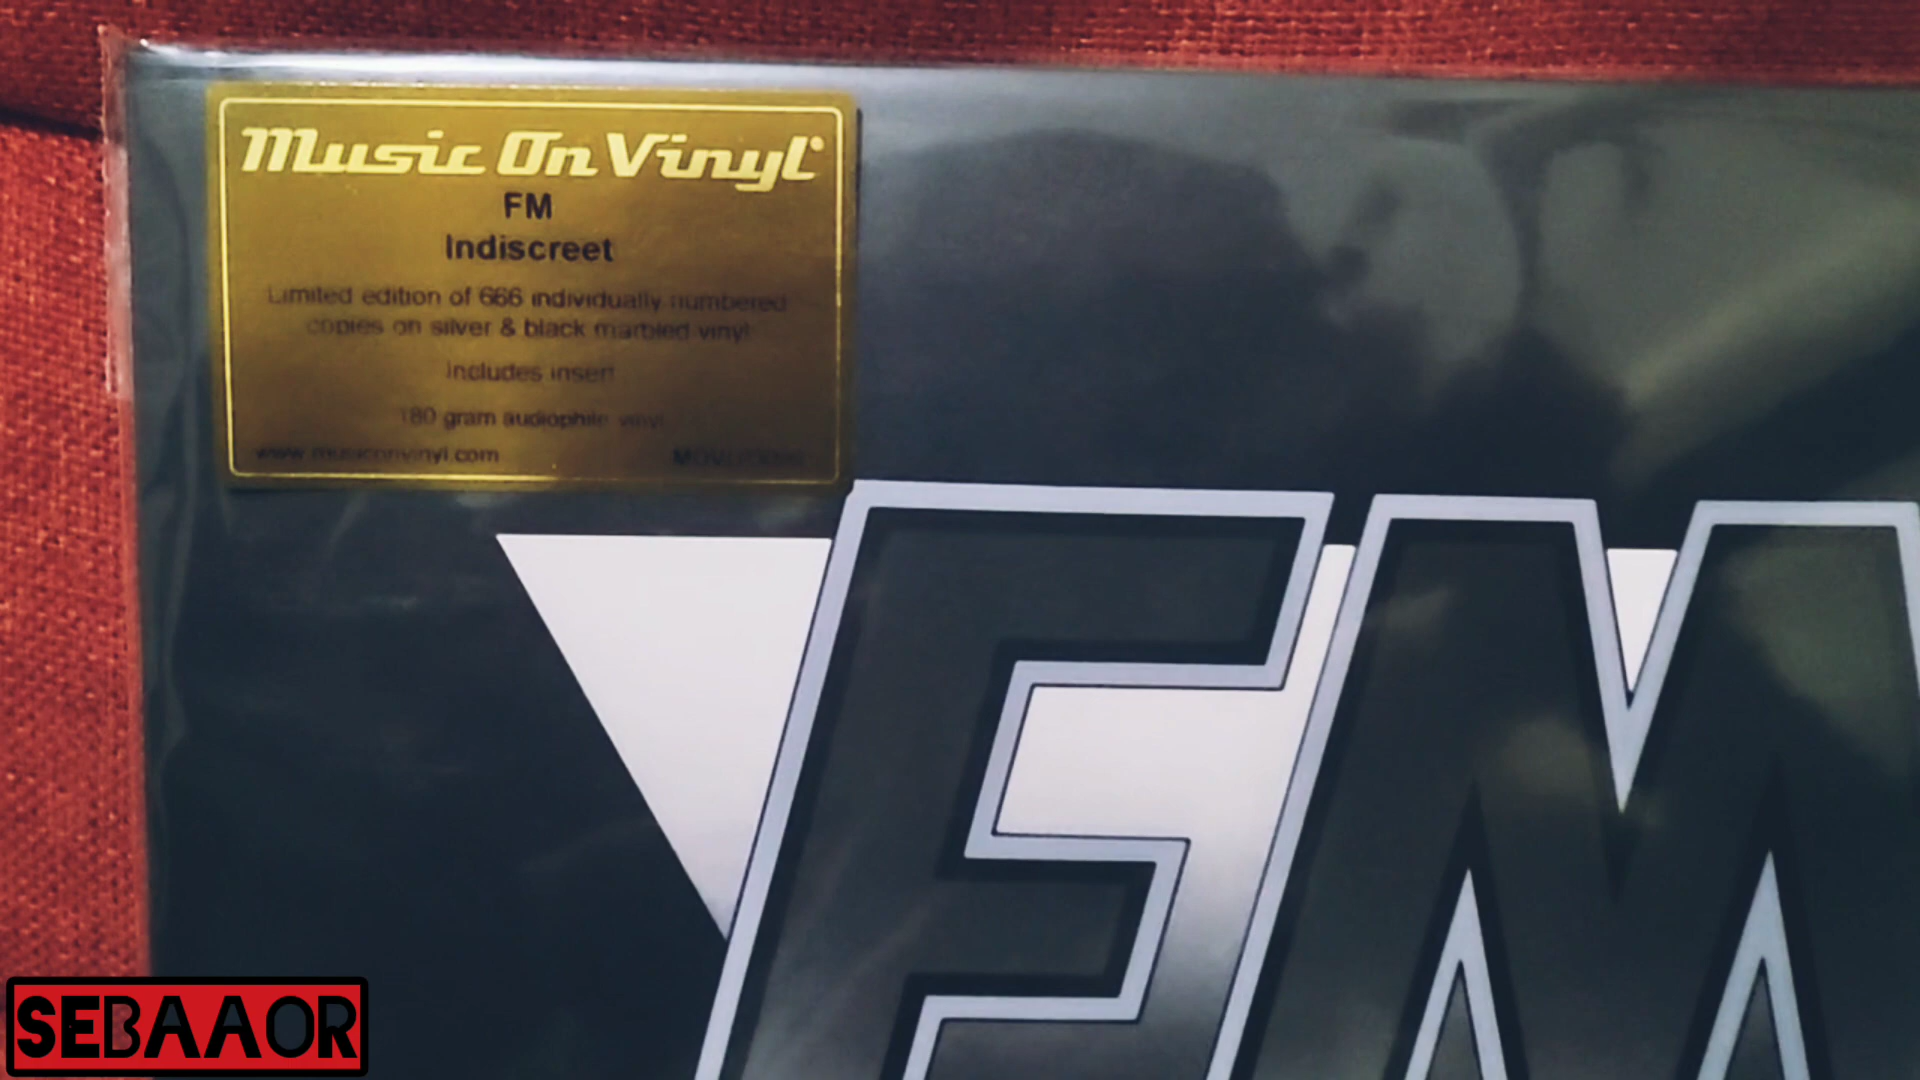 Music On Vinyl®
FM
Indiscreet
Limited edition of 666 individually numbered
copies on silver & black marbled vinyl
Includes insert
180 gram audiophile vinyl
www.musiconvinyl.com
FM
SEBAAOR